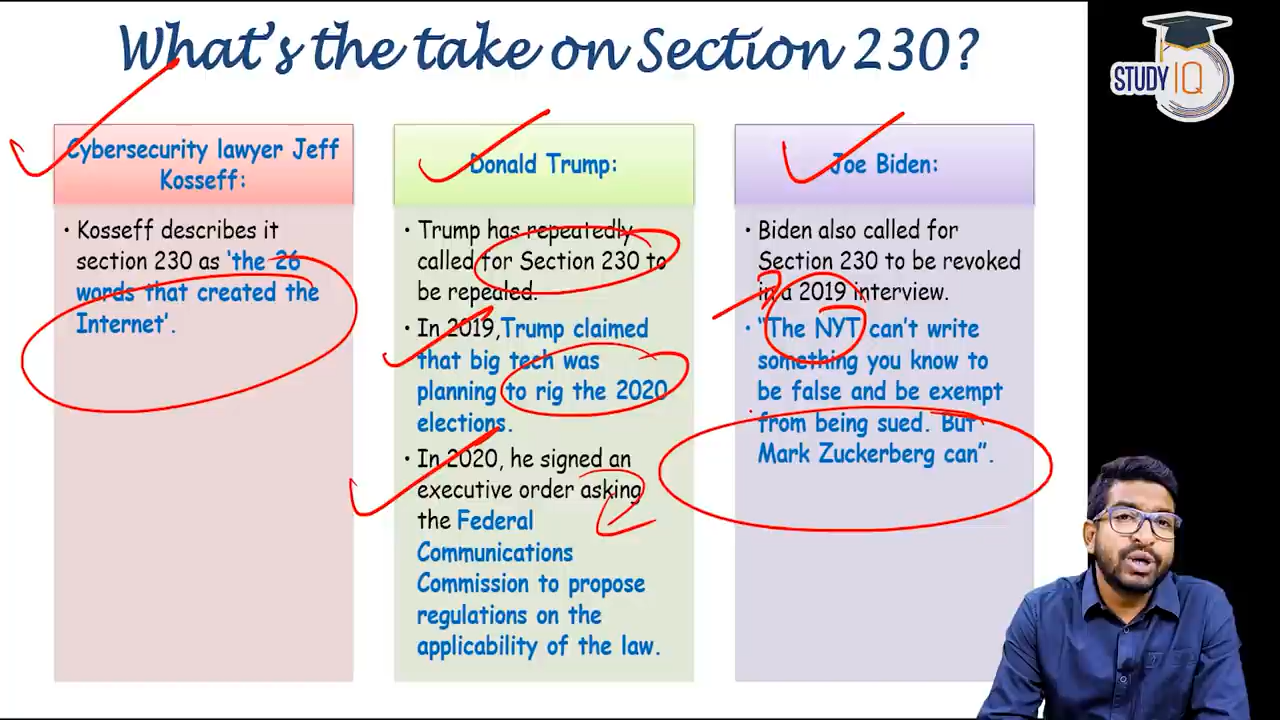 What's the take on Section 230?
STUDY IQ
Cybersecurity lawyer Jeff
Kosseff:
• Kosseff describes it
section 230 as ‘the 26
words that created the
Internet’.
Donald Trump:
• Trump has repeatedly
called for Section 230 to
be repealed.
• In 2019,Trump claimed
that big tech was
planning to rig the 2020
elections.
• In 2020, he signed an
executive order asking
the Federal
Communications
Commission to propose
regulations on the
applicability of the law.
Joe Biden:
• Biden also called for
Section 230 to be revoked
in a 2019 interview.
• “The NYT can’t write
something you know to
be false and be exempt
from being sued. But
Mark Zuckerberg can”.